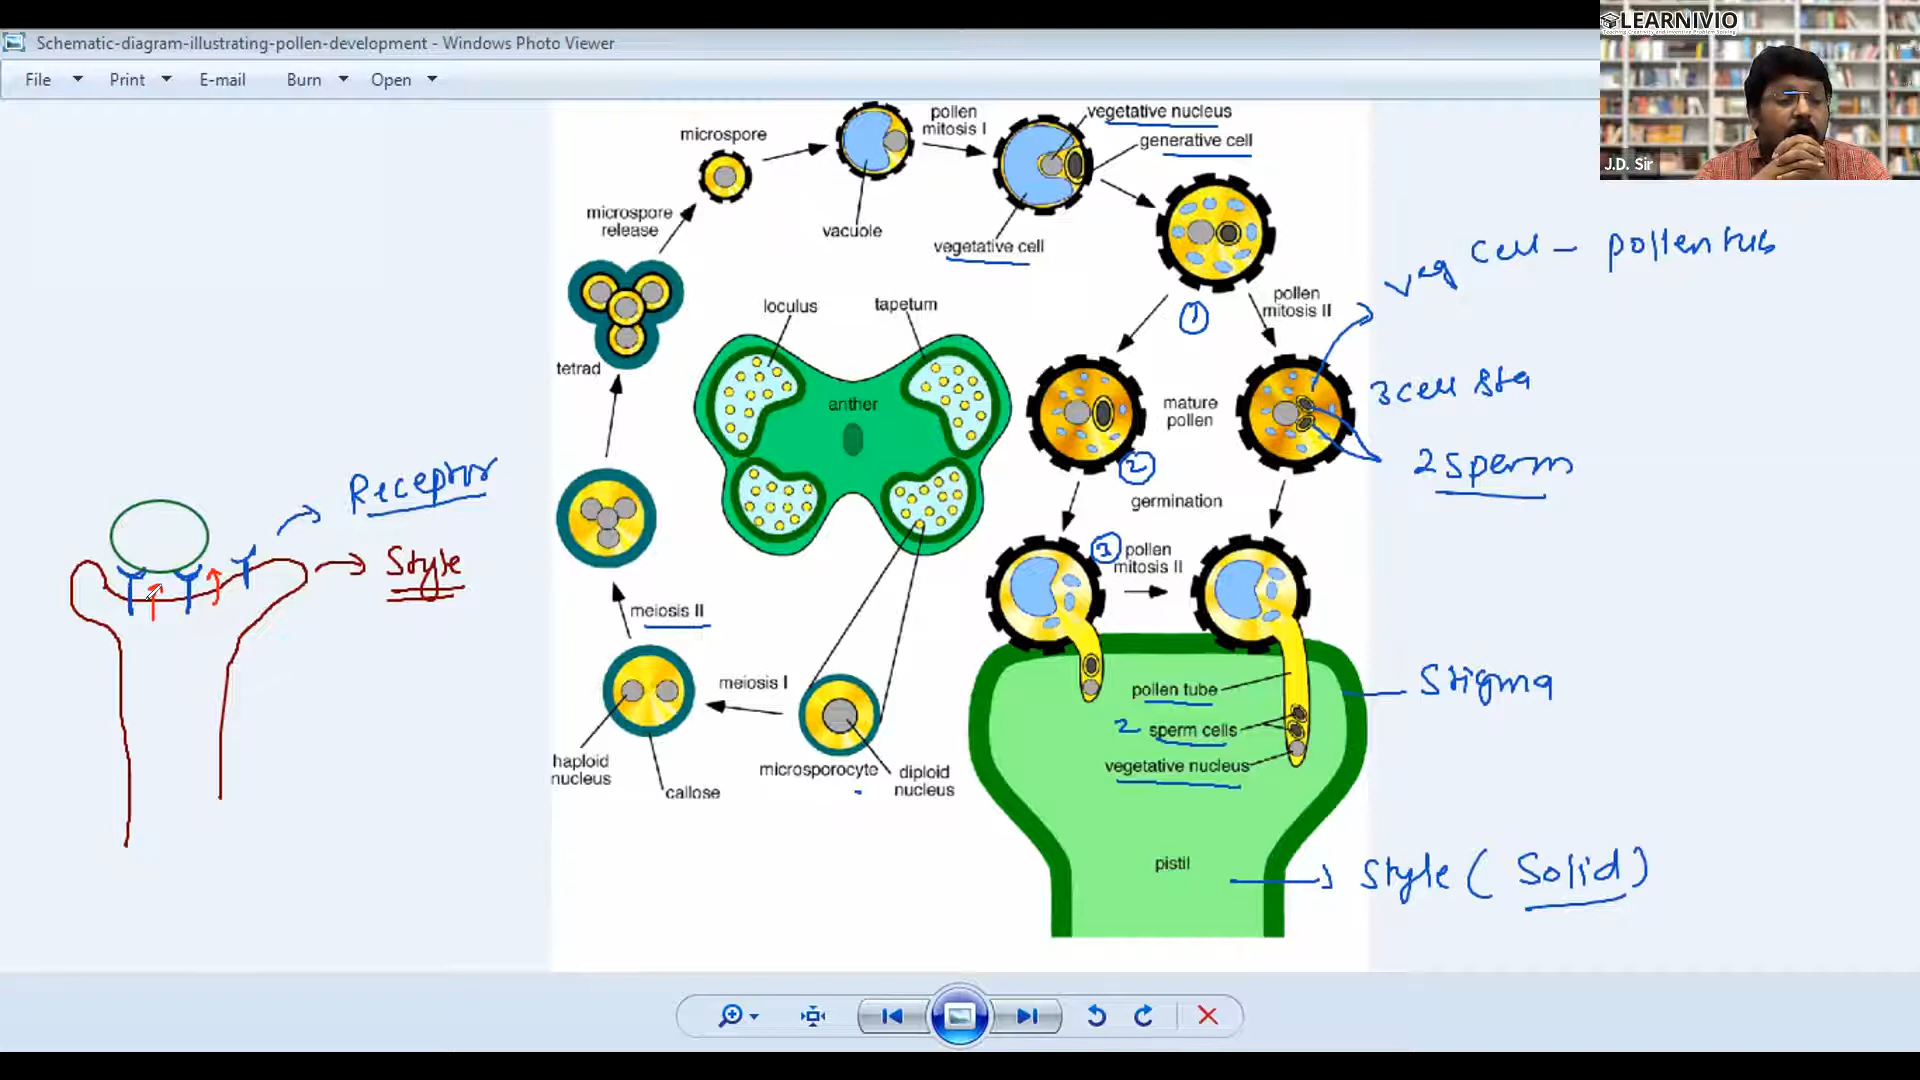 LEARNIVIO
Schematic-diagram-illustrating-pollen-development - Windows Photo Viewer
File Print E-mail Burn Open
J.D. Sir
microspore
pollen
mitosis I
vegetative nucleus
generative cell
microspore
release
vacuole
vegetative cell
veg cell - pollen tub
loculus
tapetum
pollen
mitosis II
1
tetrad
anther
mature
pollen
3 cell sta
2
2 sperm
germination
Receptor
Style
3
pollen
mitosis II
meiosis II
meiosis I
pollen tube
Stigma
2 sperm cells
vegetative nucleus
haploid
nucleus
callose
microsporocyte
diploid
nucleus
pistil
Style (Solid)